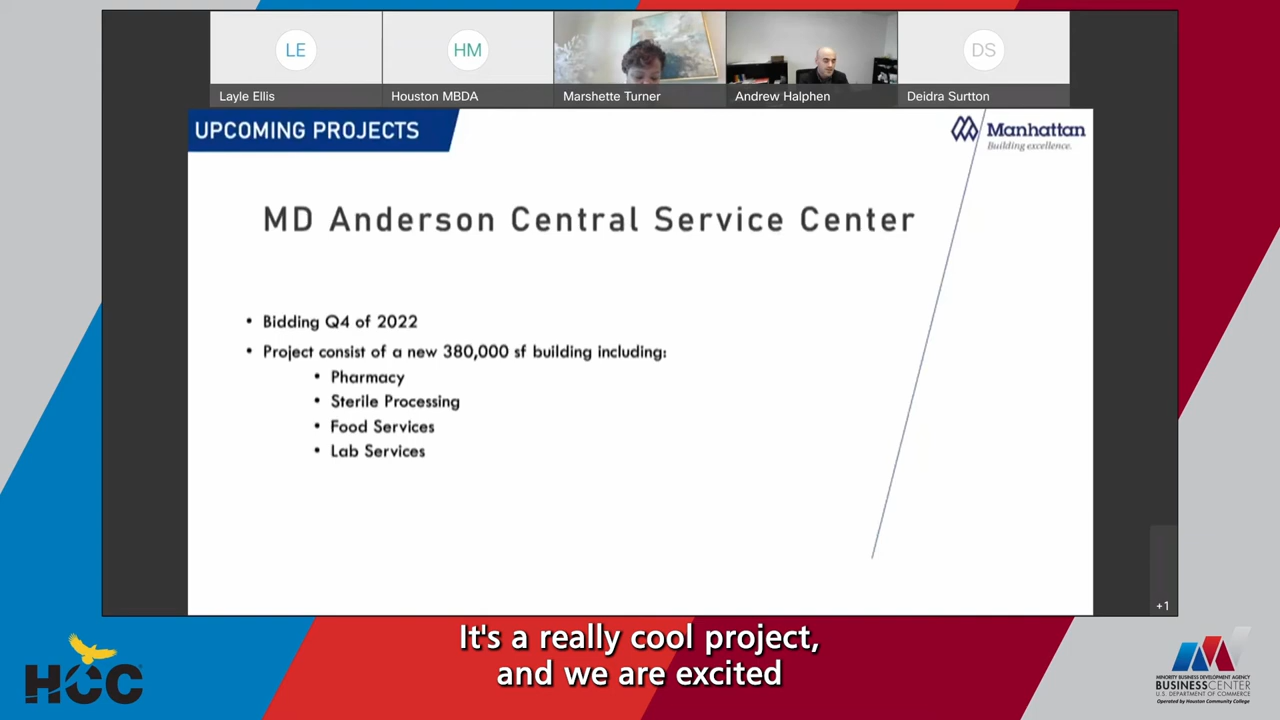 LE
HM
DS
Layle Ellis
Houston MBDA
Marshette Turner
Andrew Halphen
Deidra Surtton
UPCOMING PROJECTS
Manhattan
Building excellence.
MD Anderson Central Service Center
• Bidding Q4 of 2022
• Project consist of a new 380,000 sf building including:
• Pharmacy
• Sterile Processing
• Food Services
• Lab Services
+1
It's a really cool project,
and we are excited
HCC
MINORITY BUSINESS DEVELOPMENT AGENCY
BUSINESS CENTER
U.S. DEPARTMENT OF COMMERCE
Operated by Houston Community College